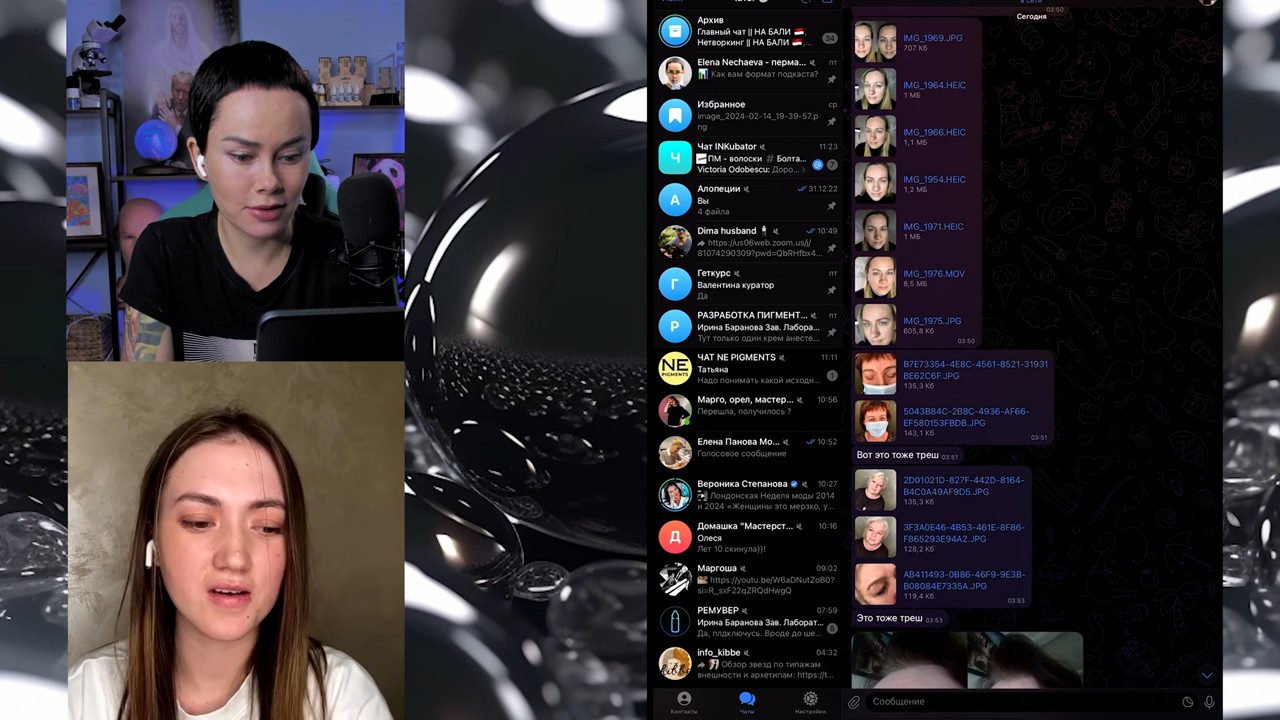 Архив
Главный чат || НА БАЛИ
Нетворкинг || НА БАЛИ
34
Elena Nechaeva - перма...
пт
Как вам формат подкаста?
Избранное
ср
image_2024-02-14_19-39-57.p
ng
Чат INKubator
11:23
ПМ - волоски # Болта...
Victoria Odobescu: Доро...
@ 7
Алопеции
31.12.22
Вы
4 файла
Dima husband
10:49
https://us06web.zoom.us/j/
81074290309?pwd=QbRHfbx4...
Геткурс
пт
Валентина куратор
Да
РАЗРАБОТКА ПИГМЕНТ...
пт
Ирина Баранова Зав. Лабора...
Тут только один крем анесте...
ЧАТ NE PIGMENTS
11:11
Татьяна
Надо понимать какой исходн...
1
NE
PIGMENTS
Марго, орел, мастер...
10:56
Перешла, получилось ?
Елена Панова Мо...
10:52
Голосовое сообщение
Вероника Степанова
10:27
Лондонская Неделя моды 2014
и 2024 «Женщины это мерзко, у...
Домашка "Мастерст...
10:16
Олеся
Лет 10 скинула))!
Маргоша
09:02
https://youtu.be/W6aDNutZoB0?
si=R_sxF22qZRQdHwgQ
РЕМУВЕР
07:59
Ирина Баранова Зав. Лаборат...
Да, плдключусь. Вроде до ше...
8
info_kibbe
04:32
Обзор звезд по типажам
внешности и архетипам: https://t...
Контакты
Чаты
Настройки
в сети
03:50
Сегодня
IMG_1969.JPG
707 Кб
IMG_1964.HEIC
1 МБ
IMG_1966.HEIC
1,1 МБ
IMG_1954.HEIC
1,2 МБ
IMG_1971.HEIC
1 МБ
IMG_1976.MOV
8,5 МБ
IMG_1975.JPG
605,8 Кб
03:50
B7E73354-4E8C-4561-8521-31931
BE62C6F.JPG
135,3 Кб
5043B84C-2B8C-4936-AF66-
EF580153FBDB.JPG
143,1 Кб
03:51
Вот это тоже треш 03:51
2D01021D-827F-442D-8164-
B4C0A49AF9D5.JPG
135,3 Кб
3F3A0E46-4B53-461E-8F86-
F865293E94A2.JPG
128,2 Кб
AB411493-0B86-46F9-9E3B-
B08084E7335A.JPG
119,4 Кб
03:53
Это тоже треш 03:53
Сообщение